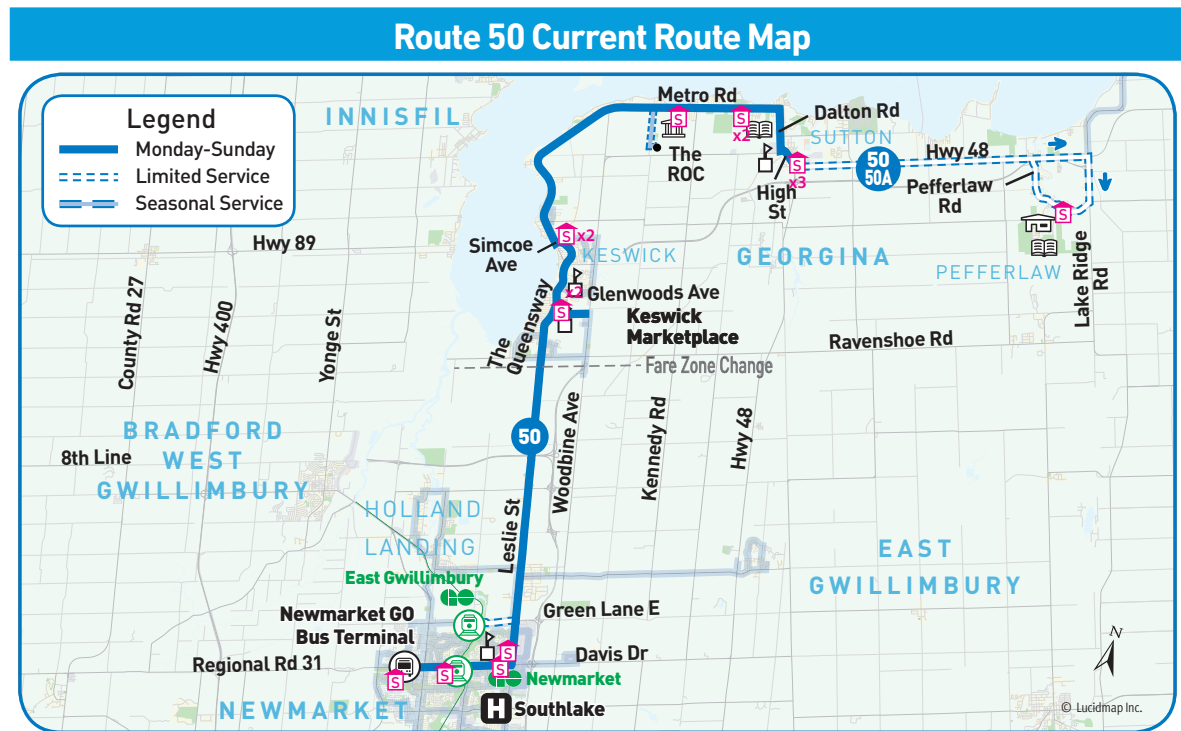 Route 50 Current Route Map
Legend
Monday-Sunday
Limited Service
Seasonal Service
INNISFIL
Metro Rd
Dalton Rd
SUTTON
S
S
x2
The
ROC
S
x3
High
St
50
50A
Hwy 48
Pefferlaw
Rd
S
PEFFERLAW
Lake Ridge
Rd
Hwy 89
Simcoe
Ave
S
x2
KESWICK
GEORGINA
x2
S
Glenwoods Ave
Keswick
Marketplace
The
Queensway
County Rd 27
Hwy 400
Yonge St
Ravenshoe Rd
Fare Zone Change
BRADFORD
WEST
GWILLIMBURY
8th Line
50
Woodbine Ave
Kennedy Rd
Hwy 48
Leslie St
HOLLAND
LANDING
EAST
GWILLIMBURY
East Gwillimbury
Newmarket GO
Bus Terminal
Green Lane E
Regional Rd 31
Davis Dr
S
S
S
S
Newmarket
H
Southlake
NEWMARKET
N
© Lucidmap Inc.